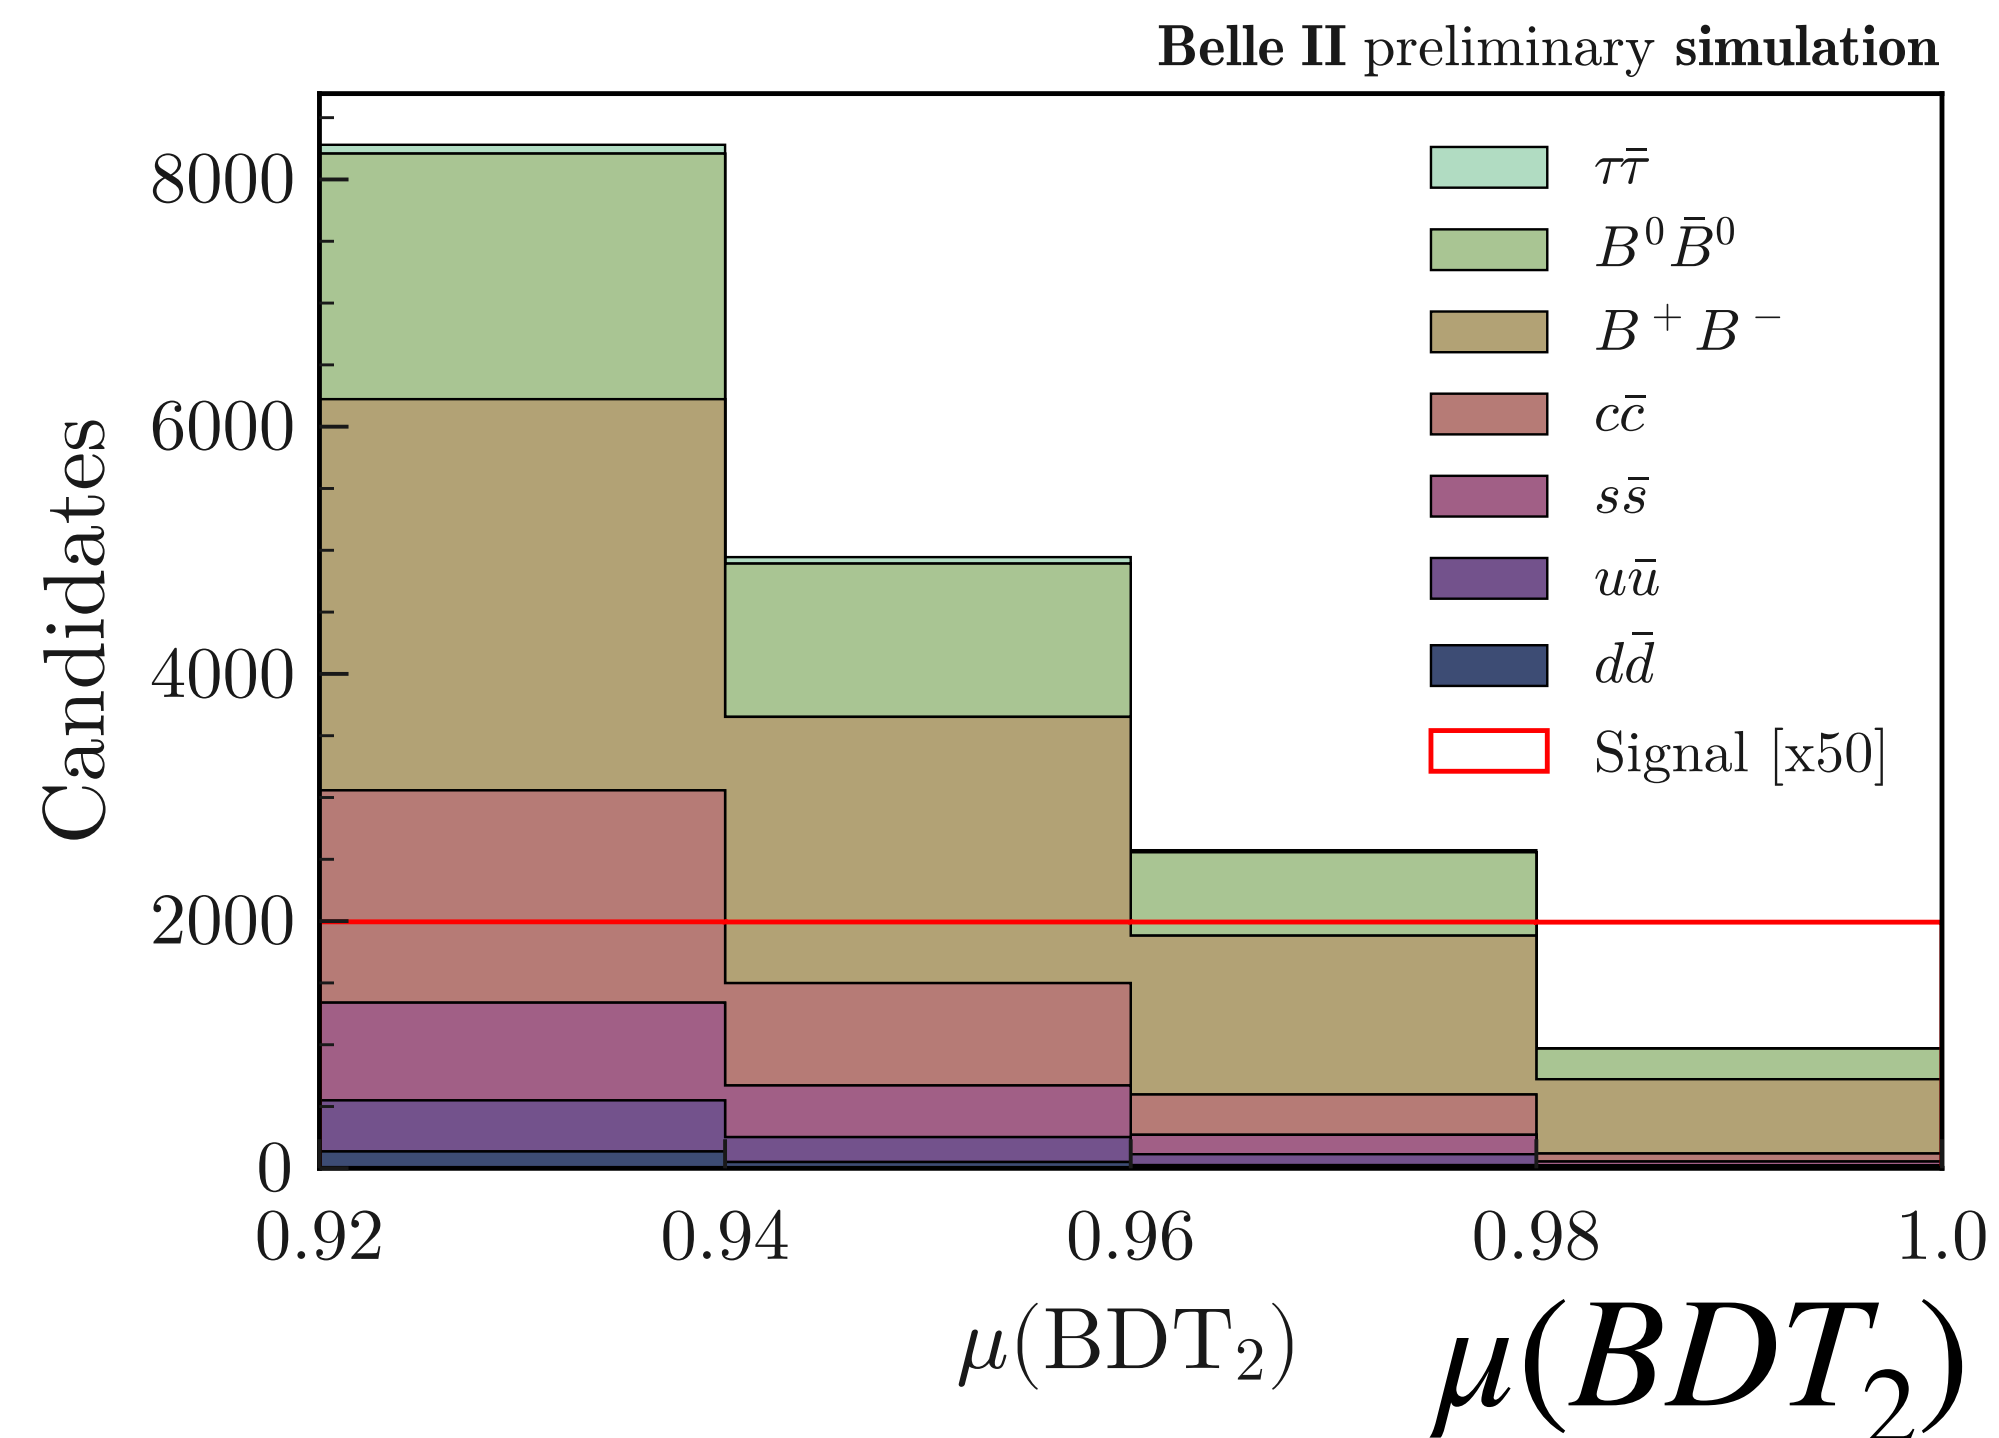 Belle II preliminary simulation
8000
6000
4000
2000
0
Candidates
ττ̄
B⁰B̄⁰
B⁺B⁻
cc̄
ss̄
uū
dd̄
Signal [x50]
0.92 0.94 0.96 0.98 1.0
μ(BDT₂)
μ(BDT₂)